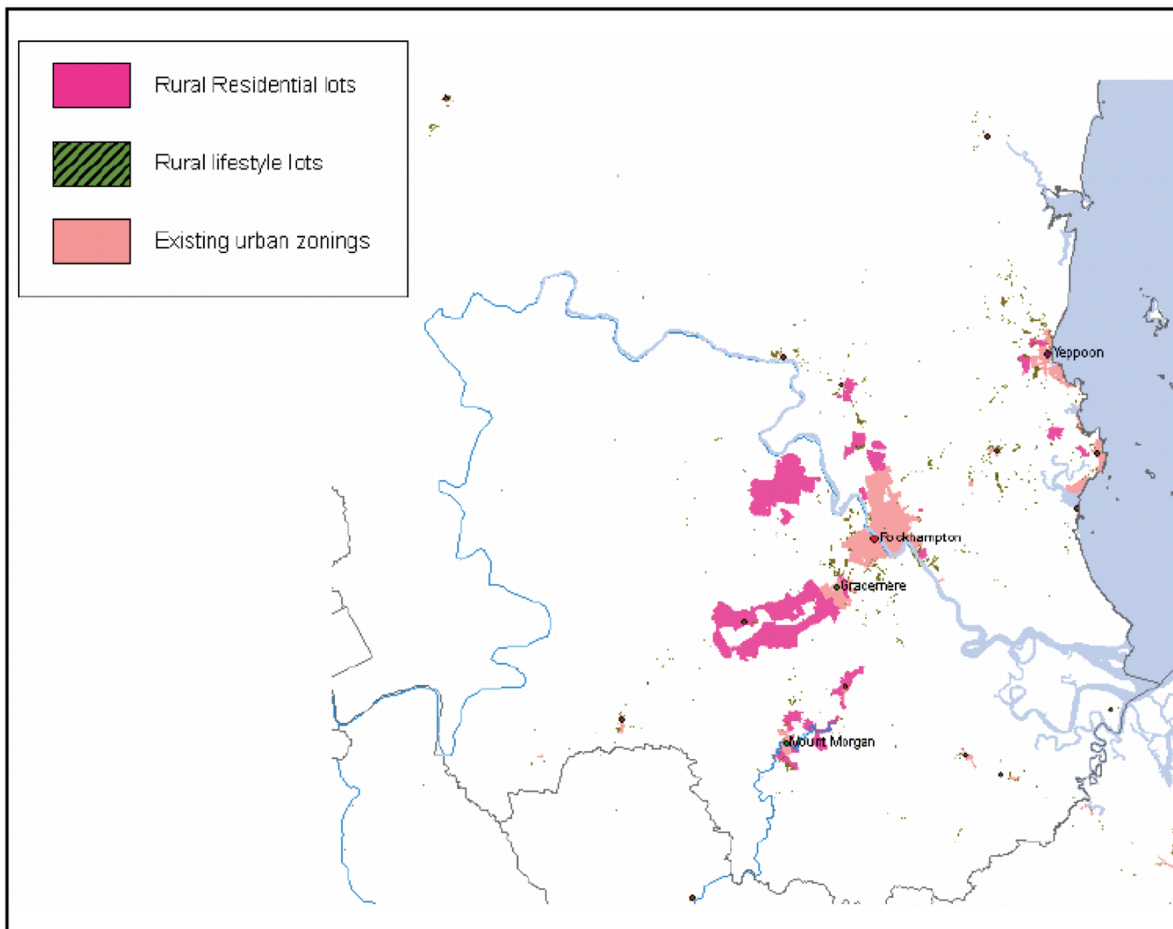 Rural Residential lots
Rural lifestyle lots
Existing urban zonings
Yeppoon
Rockhampton
Gracemere
Mount Morgan